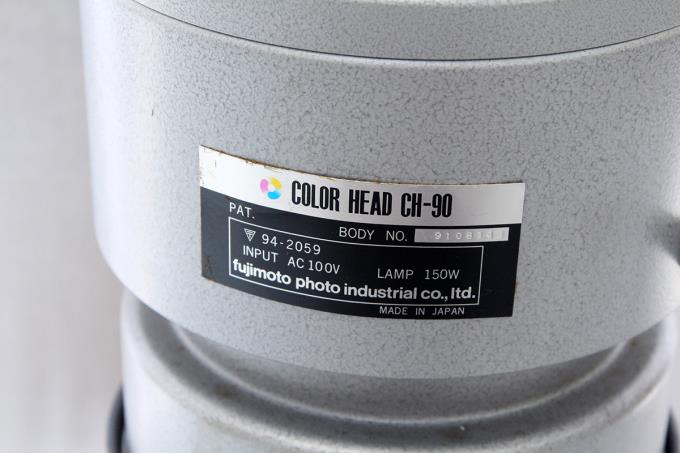 COLOR HEAD CH-90
PAT.
BODY NO.
94-2059
INPUT AC100V
LAMP 150W
fujimoto photo industrial co., ltd.
MADE IN JAPAN